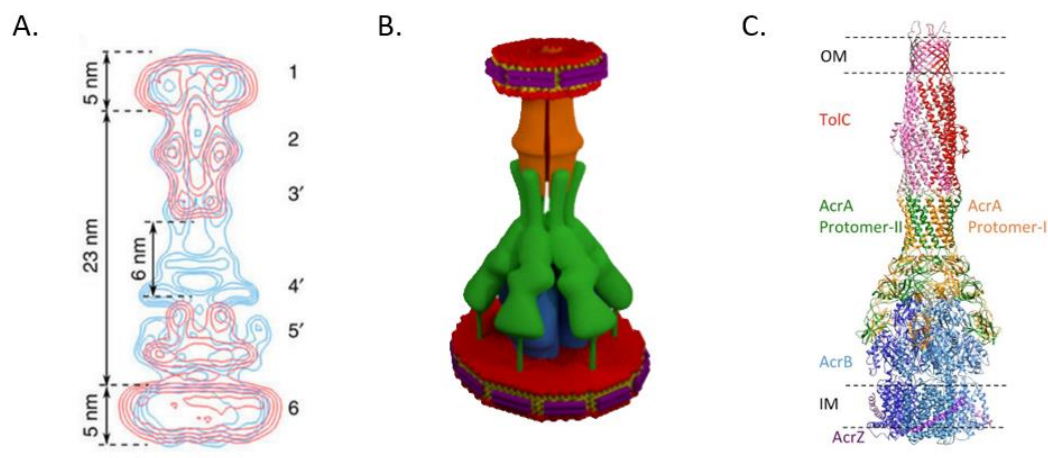 A.
5 nm
23 nm
6 nm
5 nm
1
2
3'
4'
5'
6
B.
C.
OM
TolC
AcrA
Protomer-II
AcrA
Protomer-I
AcrB
IM
AcrZ